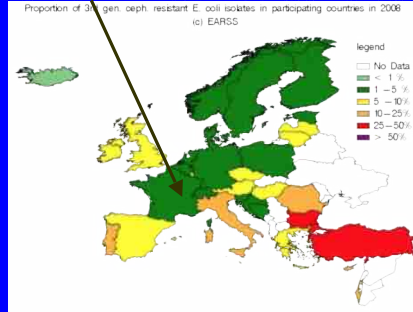 Proportion of 3rd gen. ceph. resistant E. coli isolates in participating countries in 2008
(c) EARSS
legend
No Data
< 1 %
1 – 5 %
5 – 10%
10–25%
25–50%
> 50%